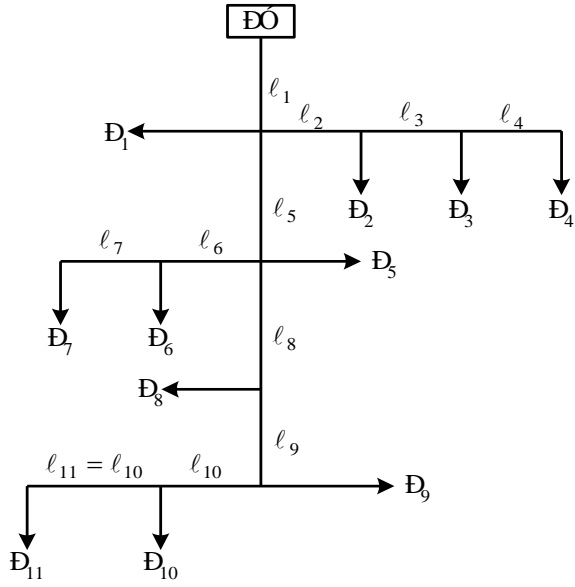 ĐÓ
ℓ₁
ℓ₂ ℓ₃ ℓ₄
Đ₁
Đ₂ Đ₃ Đ₄
ℓ₅
ℓ₇ ℓ₆
Đ₅
Đ₇ Đ₆
ℓ₈
Đ₈
ℓ₉
ℓ₁₁ = ℓ₁₀ ℓ₁₀
Đ₉
Đ₁₁ Đ₁₀